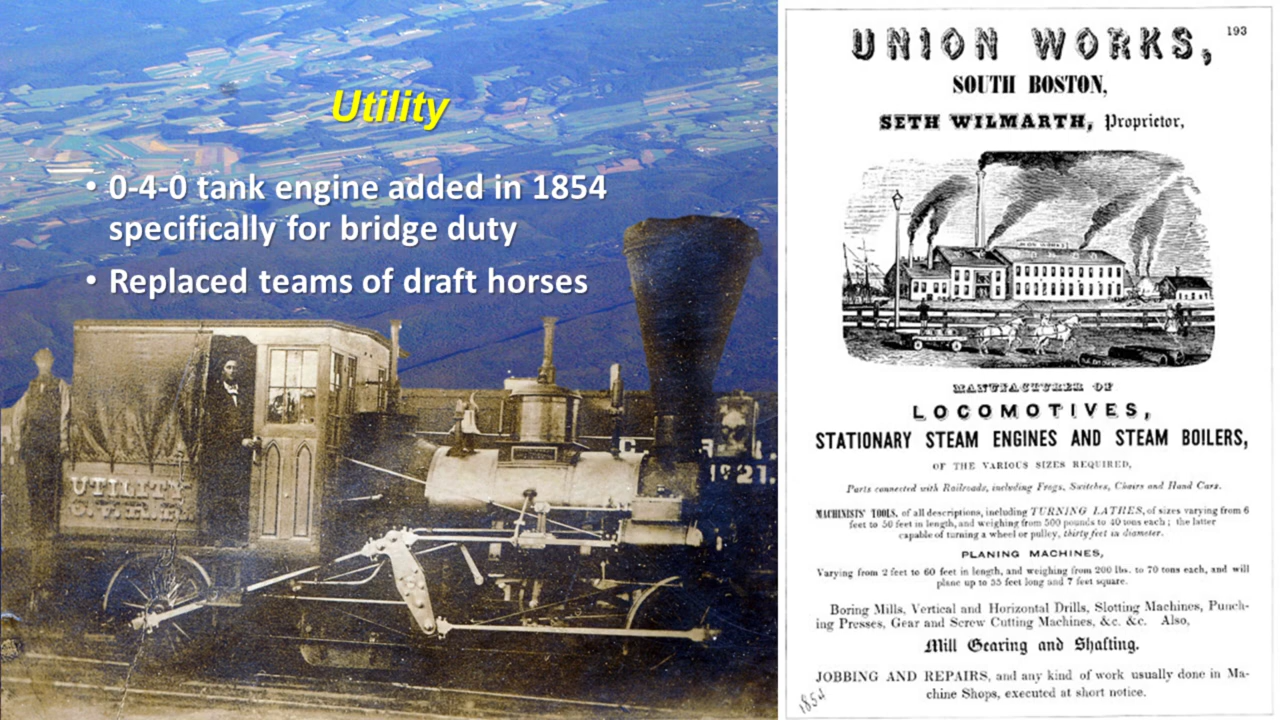 Utility
• 0-4-0 tank engine added in 1854
specifically for bridge duty
• Replaced teams of draft horses
UTILITY
C.V.R.R.
1921.
193
UNION WORKS,
SOUTH BOSTON,
SETH WILMARTH, Proprietor,
MANUFACTURER OF
LOCOMOTIVES,
STATIONARY STEAM ENGINES AND STEAM BOILERS,
OF THE VARIOUS SIZES REQUIRED,
Parts connected with Railroads, including Frogs, Switches, Chairs and Hand Cars.
MACHINISTS' TOOLS, of all descriptions, including TURNING LATHES, of sizes varying from 6
feet to 50 feet in length, and weighing from 500 pounds to 40 tons each; the latter
capable of turning a wheel or pulley, thirty feet in diameter.
PLANING MACHINES,
Varying from 2 feet to 60 feet in length, and weighing from 200 lbs. to 70 tons each, and will
plane up to 55 feet long and 7 feet square.
Boring Mills, Vertical and Horizontal Drills, Slotting Machines, Punch-
ing Presses, Gear and Screw Cutting Machines, &c. &c. Also,
Mill Gearing and Shafting.
JOBBING AND REPAIRS, and any kind of work usually done in Ma-
chine Shops, executed at short notice.
1854